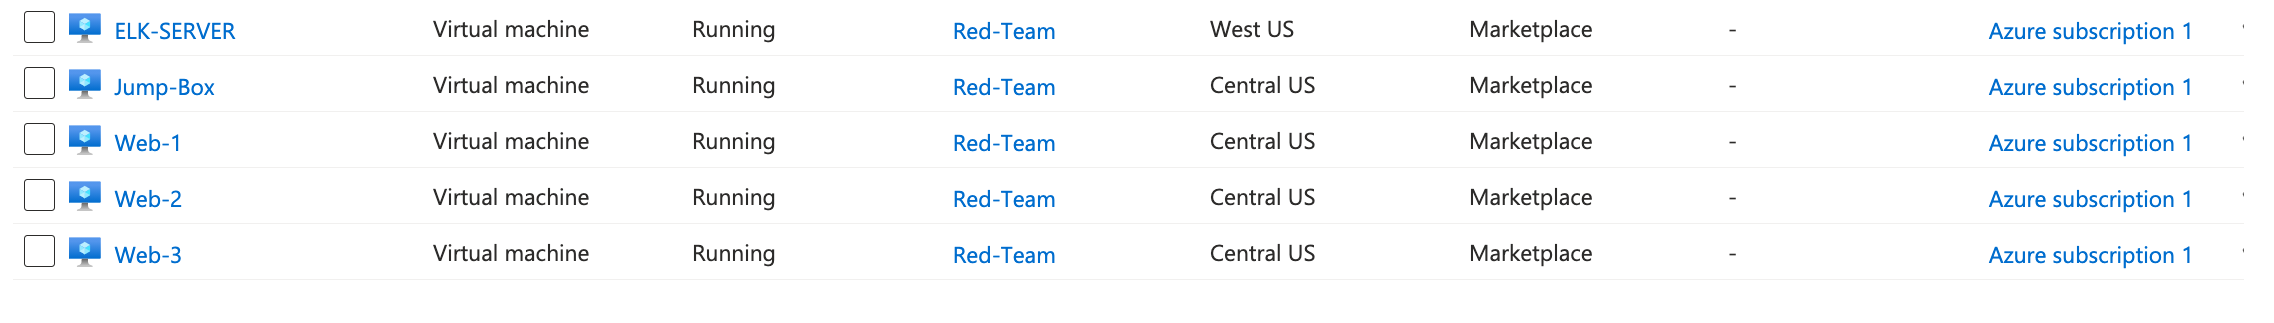 ELK-SERVER Virtual machine Running Red-Team West US Marketplace - Azure subscription 1
Jump-Box Virtual machine Running Red-Team Central US Marketplace - Azure subscription 1
Web-1 Virtual machine Running Red-Team Central US Marketplace - Azure subscription 1
Web-2 Virtual machine Running Red-Team Central US Marketplace - Azure subscription 1
Web-3 Virtual machine Running Red-Team Central US Marketplace - Azure subscription 1